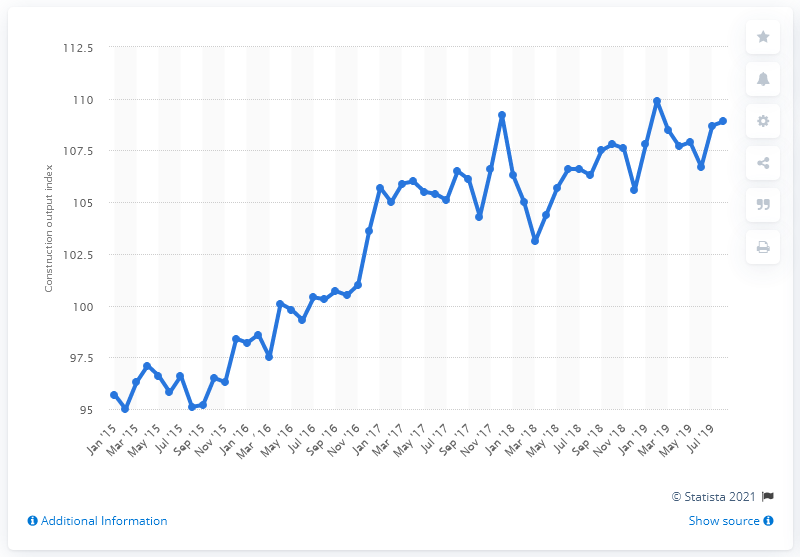 112.5
110
107.5
105
102.5
100
97.5
95
Construction output index
Jan '15
Mar '15
May '15
Jul '15
Sep '15
Nov '15
Jan '16
Mar '16
May '16
Jul '16
Sep '16
Nov '16
Jan '17
Mar '17
May '17
Jul '17
Sep '17
Nov '17
Jan '18
Mar '18
May '18
Jul '18
Sep '18
Nov '18
Jan '19
Mar '19
May '19
Jul '19
© Statista 2021
Additional Information
Show source